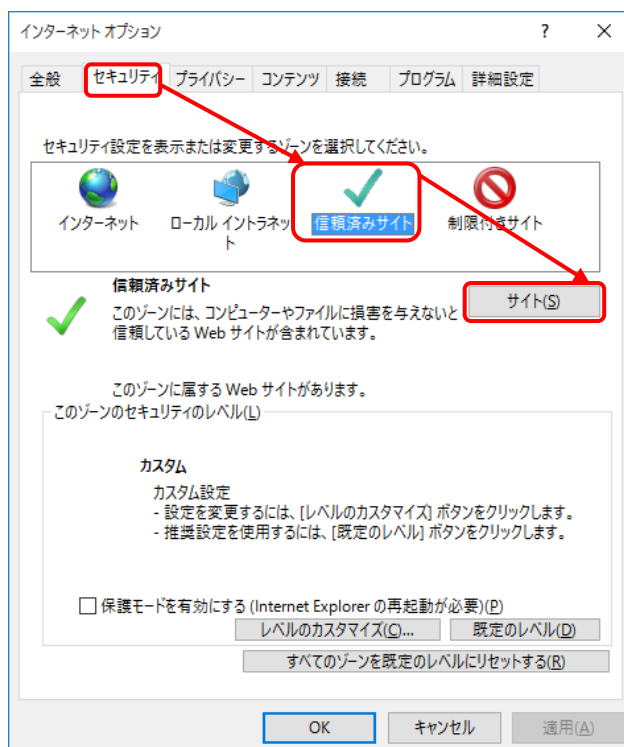 インターネット オプション ? ×
全般 セキュリティ プライバシー コンテンツ 接続 プログラム 詳細設定
セキュリティ設定を表示または変更するゾーンを選択してください。
インターネット
ローカル イントラネッ
ト
信頼済みサイト
制限付きサイト
信頼済みサイト
このゾーンには、コンピューターやファイルに損害を与えないと
信頼している Web サイトが含まれています。
サイト(S)
このゾーンに属する Web サイトがあります。
このゾーンのセキュリティのレベル(L)
カスタム
カスタム設定
- 設定を変更するには、[レベルのカスタマイズ] ボタンをクリックします。
- 推奨設定を使用するには、[既定のレベル] ボタンをクリックします。
保護モードを有効にする (Internet Explorer の再起動が必要)(P)
レベルのカスタマイズ(C)... 既定のレベル(D)
すべてのゾーンを既定のレベルにリセットする(R)
OK キャンセル 適用(A)